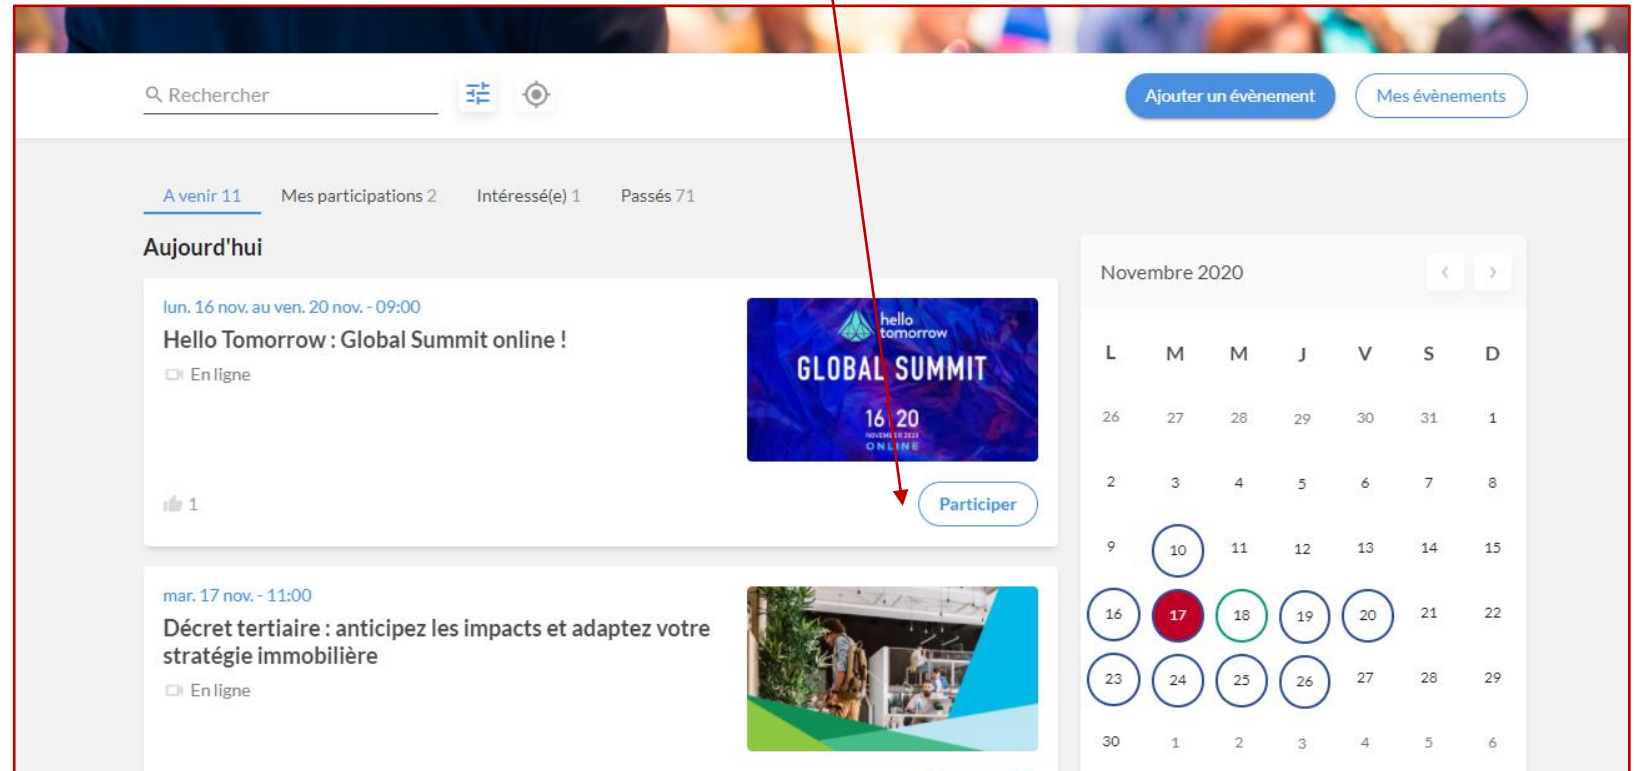 Rechercher
Ajouter un évènement
Mes évènements
A venir 11
Mes participations 2
Intéressé(e) 1
Passés 71
Aujourd'hui
lun. 16 nov. au ven. 20 nov. - 09:00
Hello Tomorrow : Global Summit online !
En ligne
hello
tomorrow
GLOBAL SUMMIT
16 20
NOVEMBER 2020
ONLINE
1
Participer
mar. 17 nov. - 11:00
Décret tertiaire : anticipez les impacts et adaptez votre
stratégie immobilière
En ligne
Novembre 2020
L M M J V S D
26 27 28 29 30 31 1
2 3 4 5 6 7 8
9 10 11 12 13 14 15
16 17 18 19 20 21 22
23 24 25 26 27 28 29
30 1 2 3 4 5 6